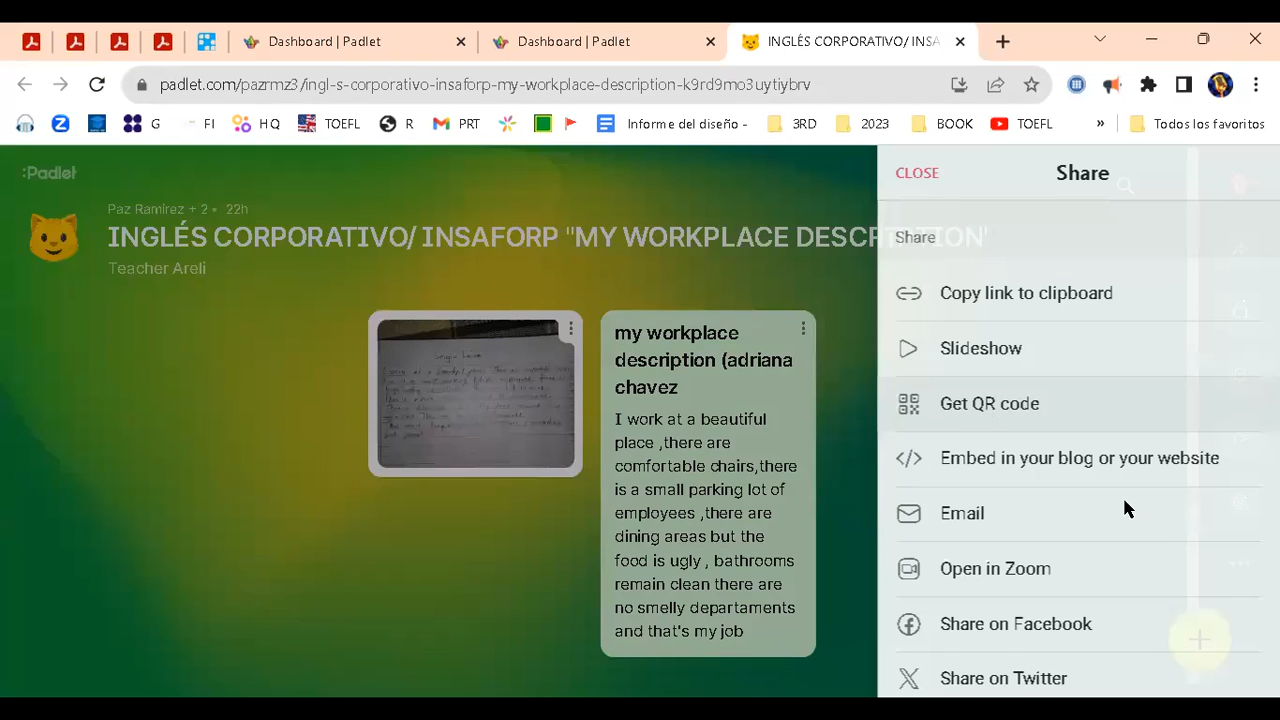 Dashboard | Padlet
Dashboard | Padlet
INGLÉS CORPORATIVO/ INSA
padlet.com/pazrmz3/ingl-s-corporativo-insaforp-my-workplace-description-k9rd9mo3uytiybrv
G
FI
HQ
TOEFL
R
PRT
Informe del diseño -
3RD
2023
BOOK
TOEFL
»
Todos los favoritos
:Padlet
Paz Ramirez + 2 • 22h
INGLÉS CORPORATIVO/ INSAFORP "MY WORKPLACE DESCRIPTION"
Teacher Areli
my workplace
description (adriana
chavez
I work at a beautiful
place ,there are
comfortable chairs,there
is a small parking lot of
employees ,there are
dining areas but the
food is ugly , bathrooms
remain clean there are
no smelly departaments
and that's my job
CLOSE
Share
Share
Copy link to clipboard
Slideshow
Get QR code
Embed in your blog or your website
Email
Open in Zoom
Share on Facebook
Share on Twitter